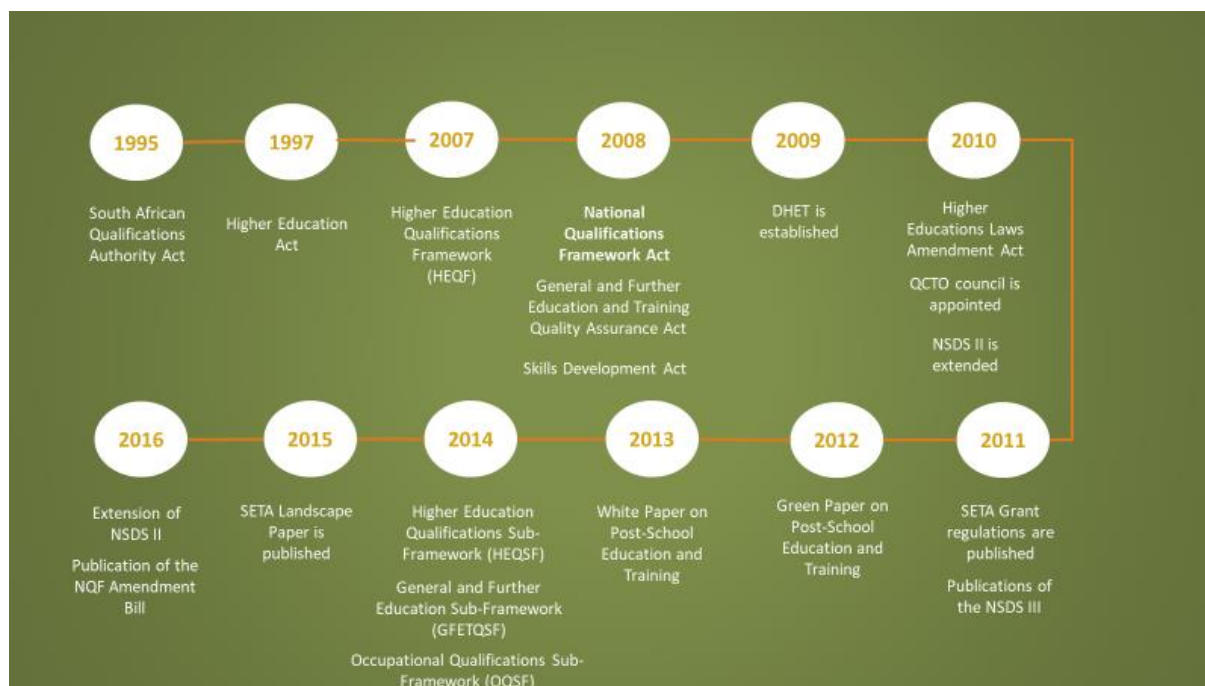 1995
South African
Qualifications
Authority Act
1997
Higher Education
Act
2007
Higher Education
Qualifications
Framework
(HEQF)
2008
National
Qualifications
Framework Act
General and Further
Education and Training
Quality Assurance Act
Skills Development Act
2009
DHET is
established
2010
Higher
Educations Laws
Amendment Act
QCTO council is
appointed
NSDS II is
extended
2011
SETA Grant
regulations are
published
Publications of
the NSDS III
2012
Green Paper on
Post-School
Education and
Training
2013
White Paper on
Post-School
Education and
Training
2014
Higher Education
Qualifications Sub-
Framework (HEQSF)
General and Further
Education Sub-Framework
(GFETQSF)
Occupational Qualifications Sub-
Framework (OQSF)
2015
SETA Landscape
Paper is
published
2016
Extension of
NSDS II
Publication of the
NQF Amendment
Bill